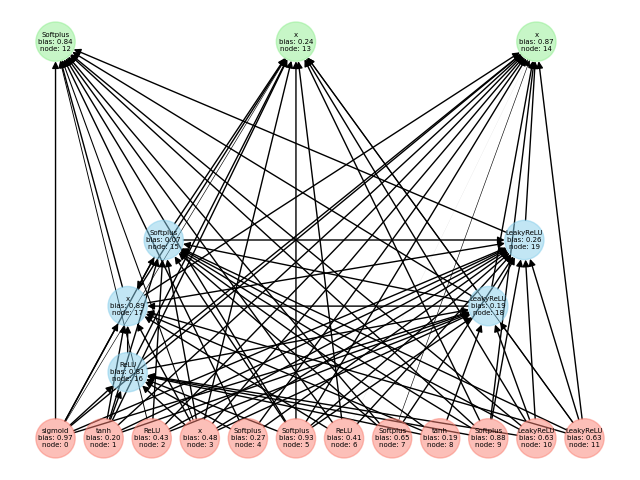 Softplus
bias: 0.84
node: 12
x
bias: 0.24
node: 13
x
bias: 0.87
node: 14
Softplus
bias: 0.07
node: 15
LeakyReLU
bias: 0.26
node: 19
x
bias: 0.89
node: 17
LeakyReLU
bias: 0.19
node: 18
ReLU
bias: 0.81
node: 16
sigmoid
bias: 0.97
node: 0
tanh
bias: 0.20
node: 1
ReLU
bias: 0.43
node: 2
x
bias: 0.48
node: 3
Softplus
bias: 0.27
node: 4
Softplus
bias: 0.93
node: 5
ReLU
bias: 0.41
node: 6
Softplus
bias: 0.65
node: 7
tanh
bias: 0.19
node: 8
Softplus
bias: 0.88
node: 9
LeakyReLU
bias: 0.63
node: 10
LeakyReLU
bias: 0.63
node: 11